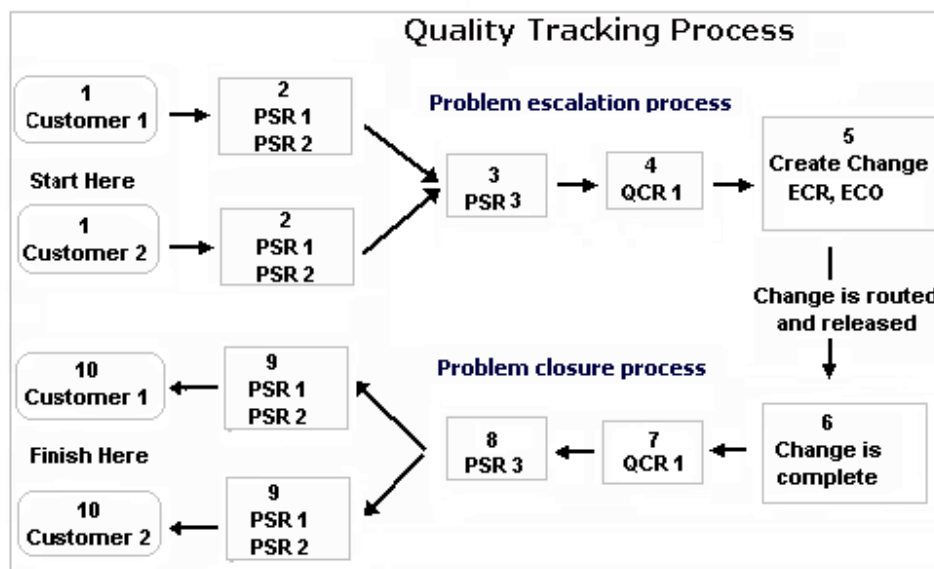 Quality Tracking Process
1
Customer 1
2
PSR 1
PSR 2
Problem escalation process
Start Here
3
PSR 3
4
QCR 1
5
Create Change
ECR, ECO
1
Customer 2
2
PSR 1
PSR 2
Change is routed
and released
10
Customer 1
9
PSR 1
PSR 2
Problem closure process
Finish Here
8
PSR 3
7
QCR 1
6
Change is
complete
10
Customer 2
9
PSR 1
PSR 2